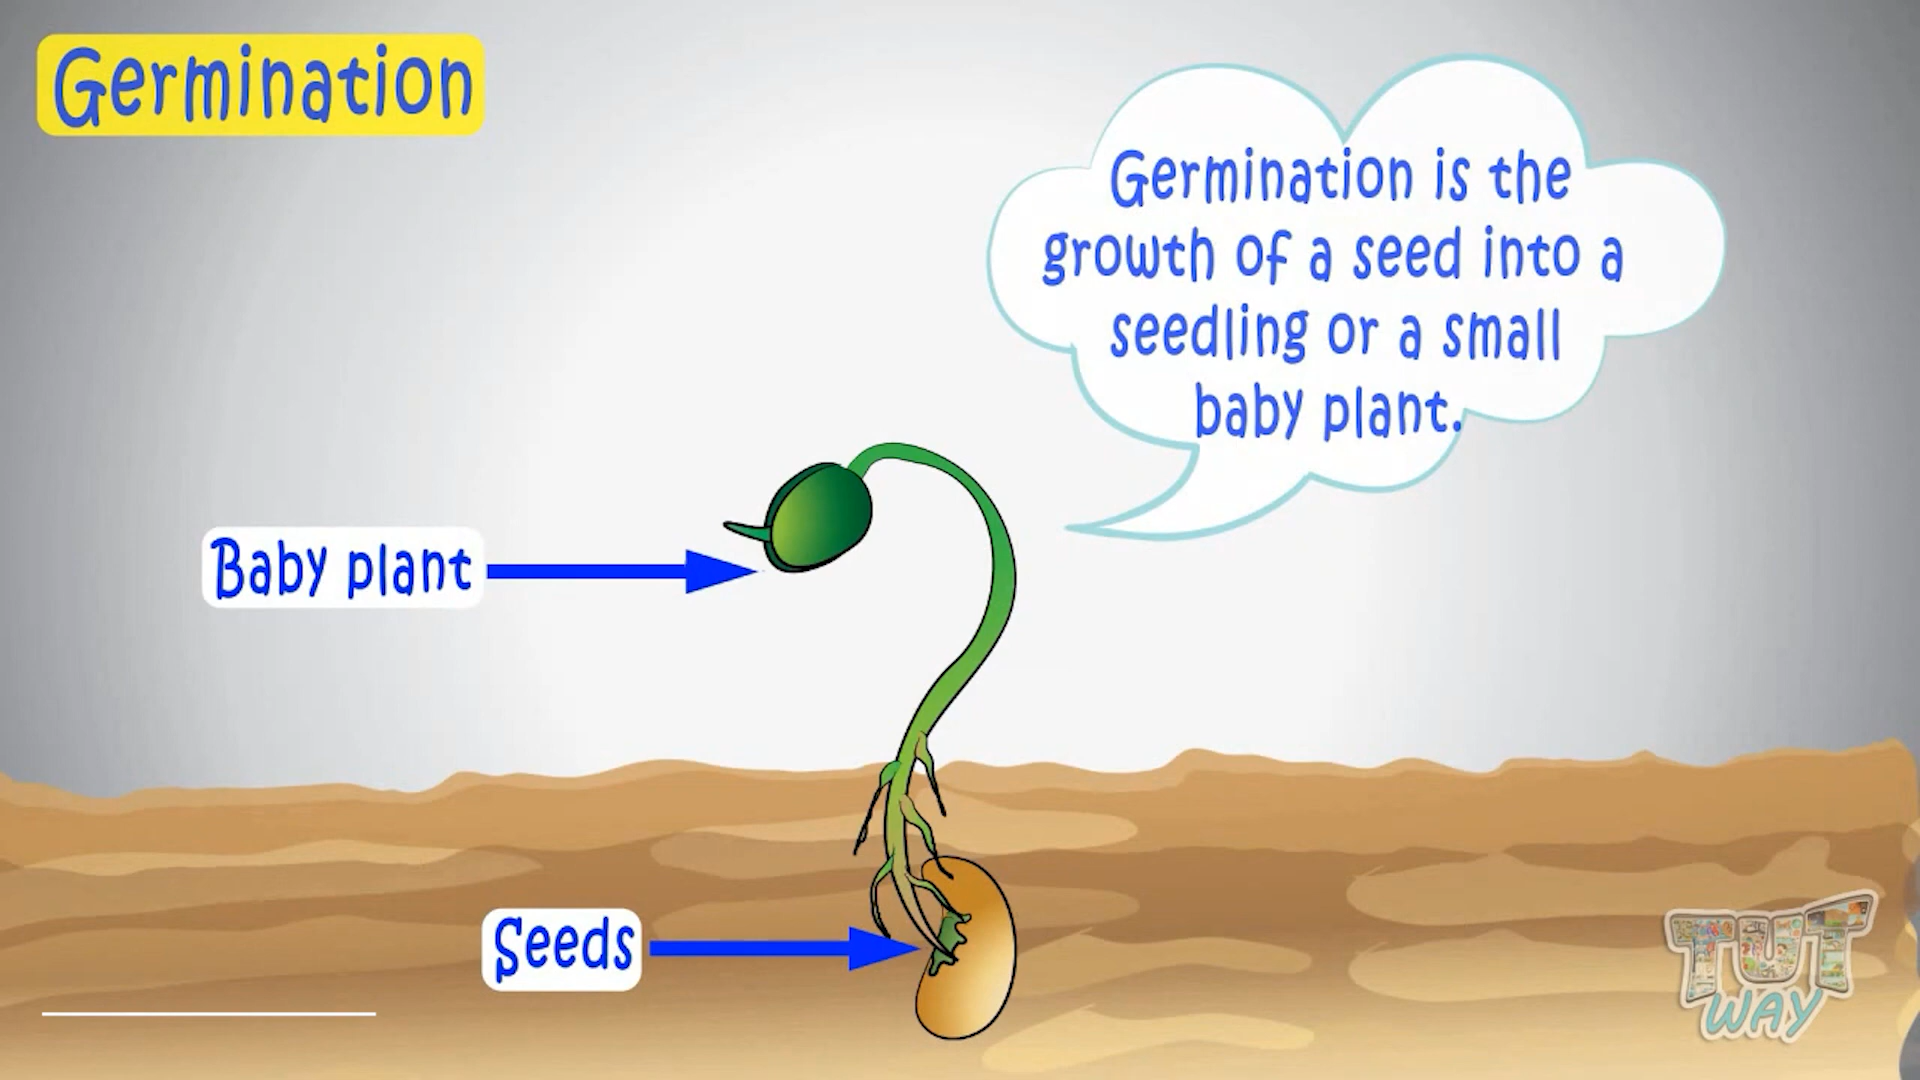 Germination
Germination is the
growth of a seed into a
seedling or a small
baby plant.
Baby plant
Seeds
TUT
WAY